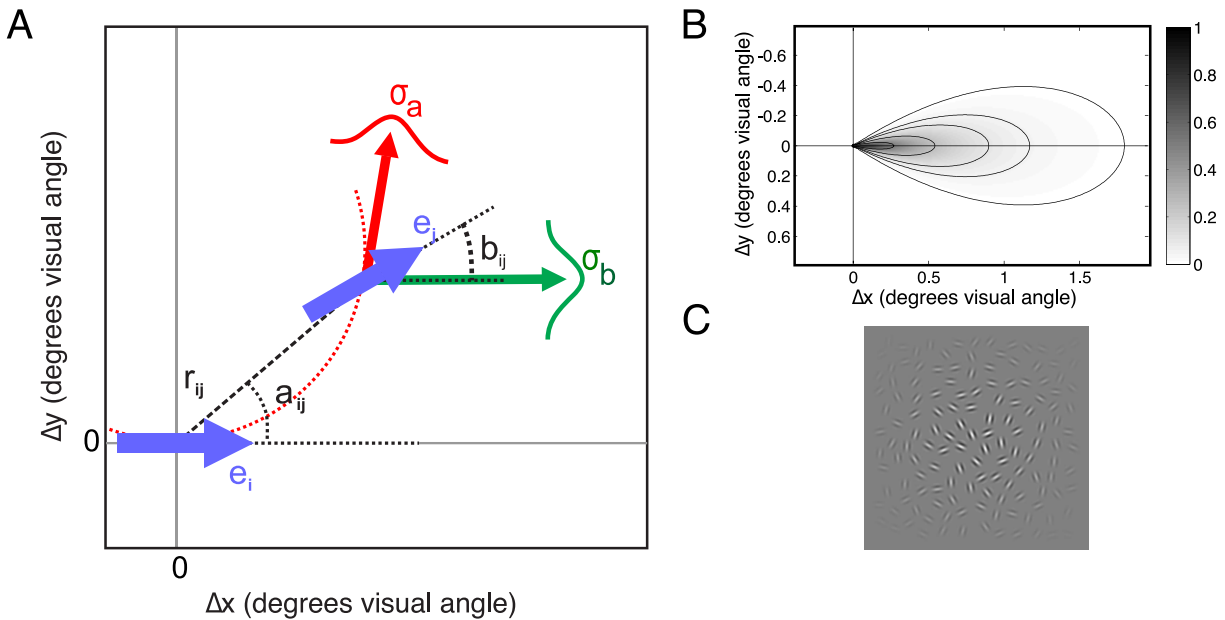 A
σa
ei
bij
σb
rij
aij
0
ei
0
Δy (degrees visual angle)
Δx (degrees visual angle)
B
-0.6
-0.4
-0.2
0
0.2
0.4
0.6
0
0.5
1
1.5
Δy (degrees visual angle)
Δx (degrees visual angle)
1
0.8
0.6
0.4
0.2
0
C